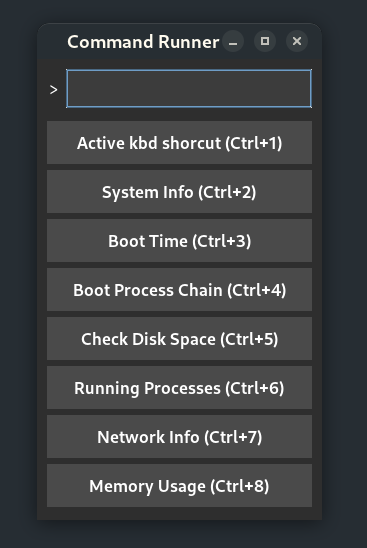 Command Runner
>
Active kbd shorcut (Ctrl+1)
System Info (Ctrl+2)
Boot Time (Ctrl+3)
Boot Process Chain (Ctrl+4)
Check Disk Space (Ctrl+5)
Running Processes (Ctrl+6)
Network Info (Ctrl+7)
Memory Usage (Ctrl+8)